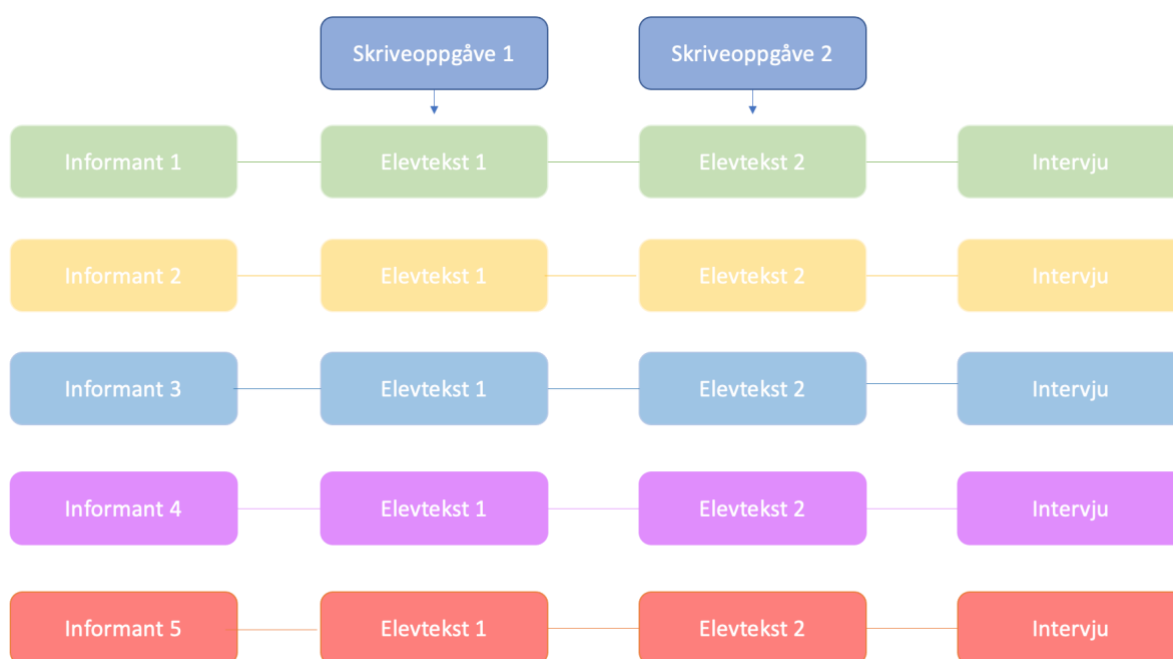 Skriveoppgåve 1
Skriveoppgåve 2
Informant 1
Elevtekst 1
Elevtekst 2
Intervju
Informant 2
Elevtekst 1
Elevtekst 2
Intervju
Informant 3
Elevtekst 1
Elevtekst 2
Intervju
Informant 4
Elevtekst 1
Elevtekst 2
Intervju
Informant 5
Elevtekst 1
Elevtekst 2
Intervju